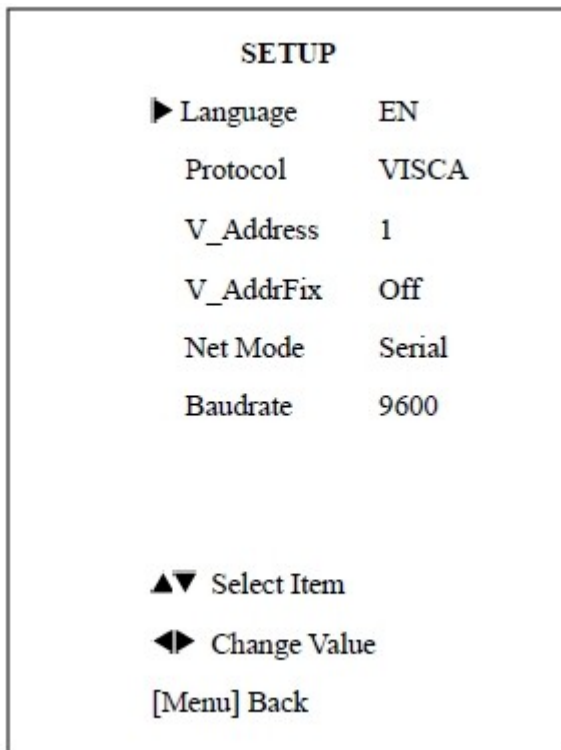 SETUP
▶ Language EN
Protocol VISCA
V_Address 1
V_AddrFix Off
Net Mode Serial
Baudrate 9600
▲▼ Select Item
◀▶ Change Value
[Menu] Back